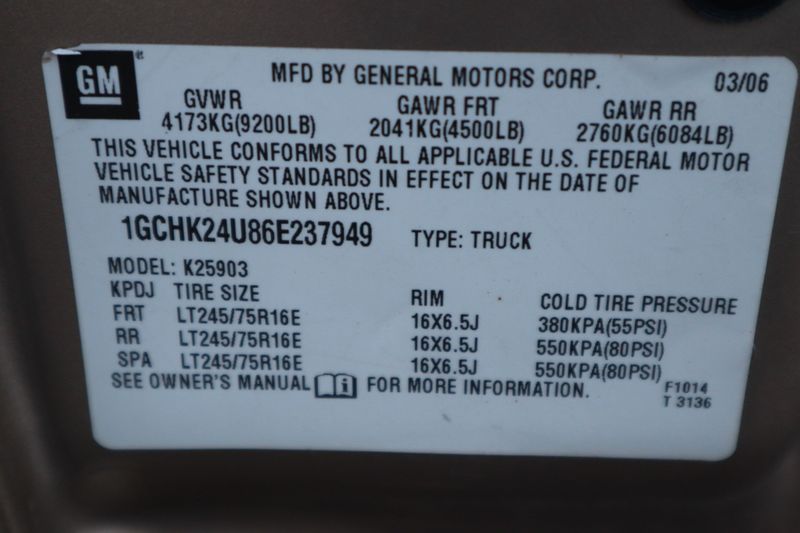 GM
MFD BY GENERAL MOTORS CORP. 03/06
GVWR GAWR FRT GAWR RR
4173KG(9200LB) 2041KG(4500LB) 2760KG(6084LB)
THIS VEHICLE CONFORMS TO ALL APPLICABLE U.S. FEDERAL MOTOR
VEHICLE SAFETY STANDARDS IN EFFECT ON THE DATE OF
MANUFACTURE SHOWN ABOVE.
1GCHK24U86E237949 TYPE: TRUCK
MODEL: K25903
KPDJ TIRE SIZE RIM COLD TIRE PRESSURE
FRT LT245/75R16E 16X6.5J 380KPA(55PSI)
RR LT245/75R16E 16X6.5J 550KPA(80PSI)
SPA LT245/75R16E 16X6.5J 550KPA(80PSI)
SEE OWNER'S MANUAL i FOR MORE INFORMATION.
F1014
T 3136